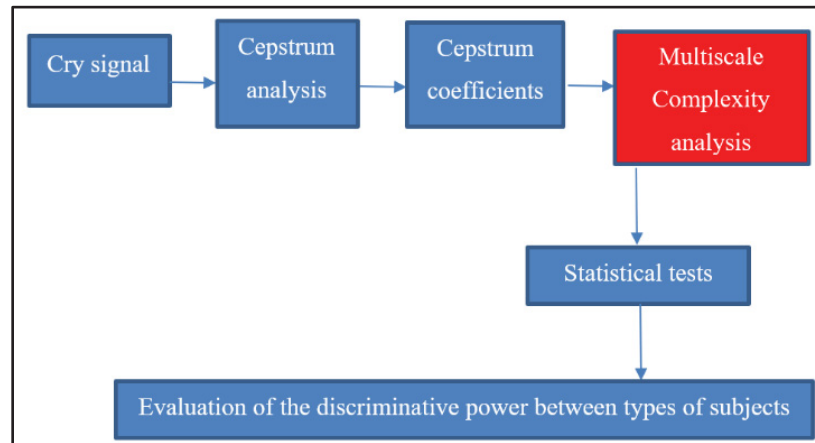 Cry signal
Cepstrum
analysis
Cepstrum
coefficients
Multiscale
Complexity
analysis
Statistical tests
Evaluation of the discriminative power between types of subjects